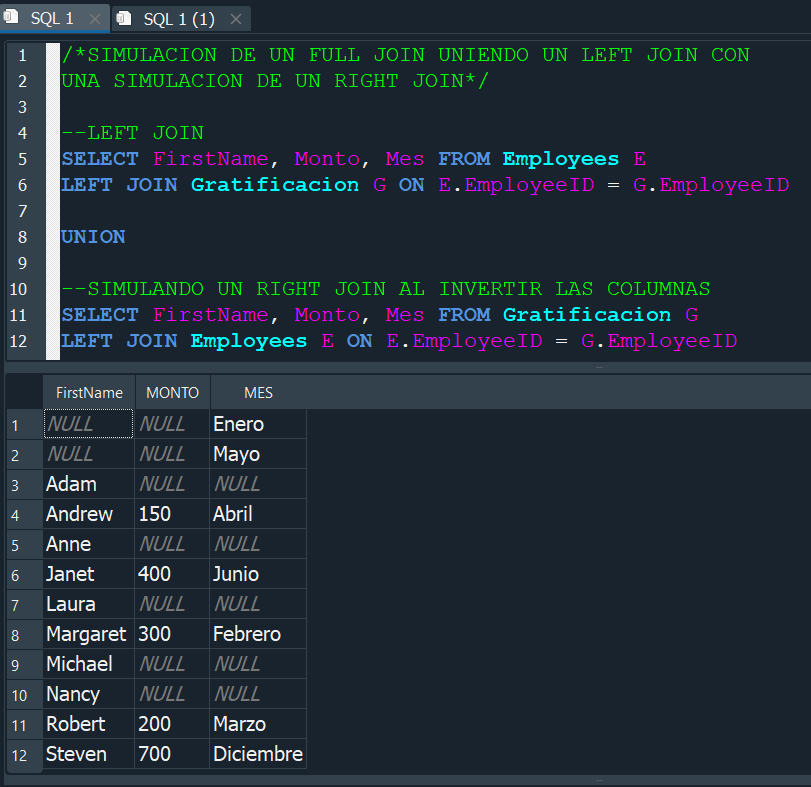 SQL 1 SQL 1 (1)
1 /*SIMULACION DE UN FULL JOIN UNIENDO UN LEFT JOIN CON
2 UNA SIMULACION DE UN RIGHT JOIN*/
3
4 --LEFT JOIN
5 SELECT FirstName, Monto, Mes FROM Employees E
6 LEFT JOIN Gratificacion G ON E.EmployeeID = G.EmployeeID
7
8 UNION
9
10 --SIMULANDO UN RIGHT JOIN AL INVERTIR LAS COLUMNAS
11 SELECT FirstName, Monto, Mes FROM Gratificacion G
12 LEFT JOIN Employees E ON E.EmployeeID = G.EmployeeID
FirstName MONTO MES
1 NULL NULL Enero
2 NULL NULL Mayo
3 Adam NULL NULL
4 Andrew 150 Abril
5 Anne NULL NULL
6 Janet 400 Junio
7 Laura NULL NULL
8 Margaret 300 Febrero
9 Michael NULL NULL
10 Nancy NULL NULL
11 Robert 200 Marzo
12 Steven 700 Diciembre